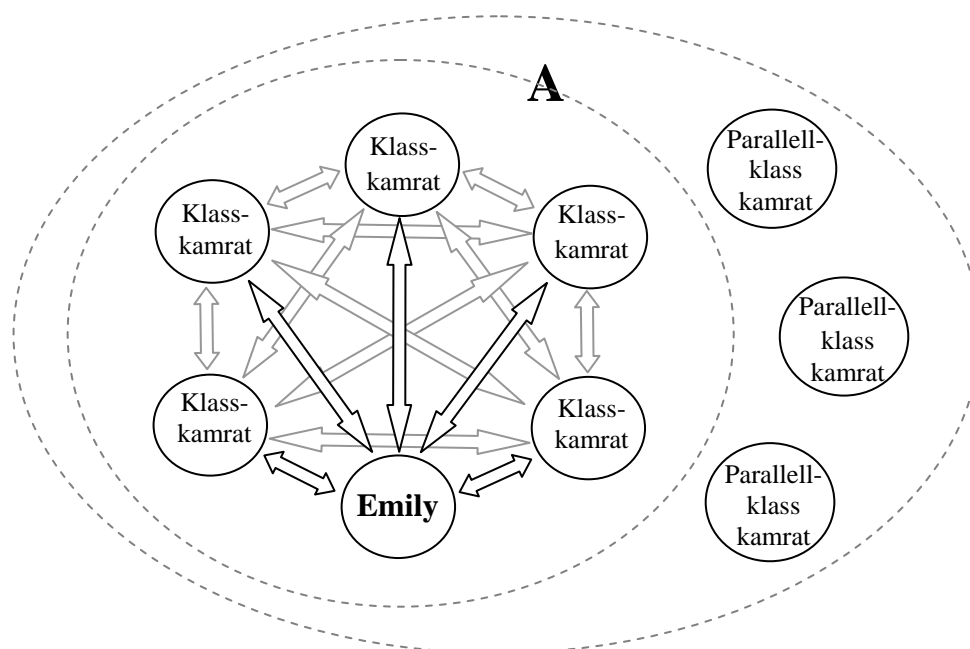 A
Klass-
kamrat
Parallell-
klass
kamrat
Klass-
kamrat
Klass-
kamrat
Parallell-
klass
kamrat
Klass-
kamrat
Klass-
kamrat
Emily
Parallell-
klass
kamrat